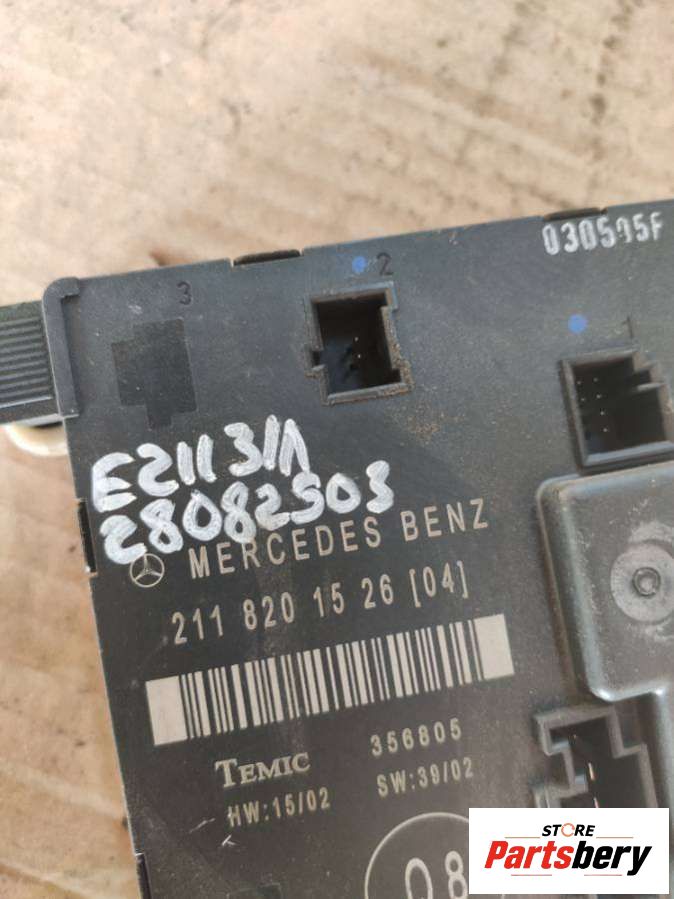 030505F
3
2
1
E211 3/1
28082503
MERCEDES BENZ
211 820 15 26 [04]
TEMIC 356805
HW:15/02 SW:39/02
08
STORE
Partsbery